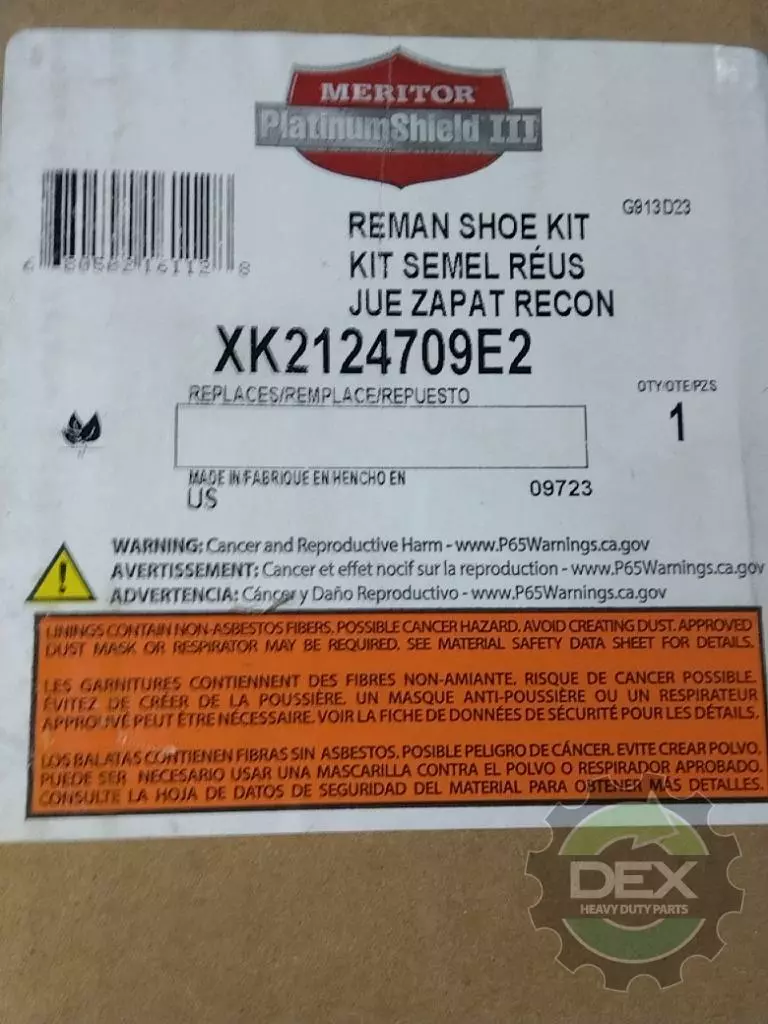 MERITOR
PlatinumShield III
G913D23
REMAN SHOE KIT
KIT SEMEL RÉUS
JUE ZAPAT RECON
XK2124709E2
REPLACES/REMPLACE/REPUESTO
QTY/QTE/PZS
1
MADE IN/FABRIQUE EN/HENCHO EN
US
09723
WARNING: Cancer and Reproductive Harm - www.P65Warnings.ca.gov
AVERTISSEMENT: Cancer et effet nocif sur la reproduction - www.P65Warnings.ca.gov
ADVERTENCIA: Cáncer y Daño Reproductivo - www.P65Warnings.ca.gov
LININGS CONTAIN NON-ASBESTOS FIBERS, POSSIBLE CANCER HAZARD, AVOID CREATING DUST. APPROVED
DUST MASK OR RESPIRATOR MAY BE REQUIRED. SEE MATERIAL SAFETY DATA SHEET FOR DETAILS.
LES GARNITURES CONTIENNENT DES FIBRES NON-AMIANTE. RISQUE DE CANCER POSSIBLE.
ÉVITEZ DE CRÉER DE LA POUSSIÈRE. UN MASQUE ANTI-POUSSIÈRE OU UN RESPIRATEUR
APPROUVÉ PEUT ÊTRE NÉCESSAIRE. VOIR LA FICHE DE DONNÉES DE SÉCURITÉ POUR LES DÉTAILS.
LOS BALATAS CONTIENEN FIBRAS SIN ASBESTOS. POSIBLE PELIGRO DE CÁNCER. EVITE CREAR POLVO.
PUEDE SER NECESARIO USAR UNA MASCARILLA CONTRA EL POLVO O RESPIRADOR APROBADO.
CONSULTE LA HOJA DE DATOS DE SEGURIDAD DEL MATERIAL PARA OBTENER MÁS DETALLES.
DEX
HEAVY DUTY PARTS